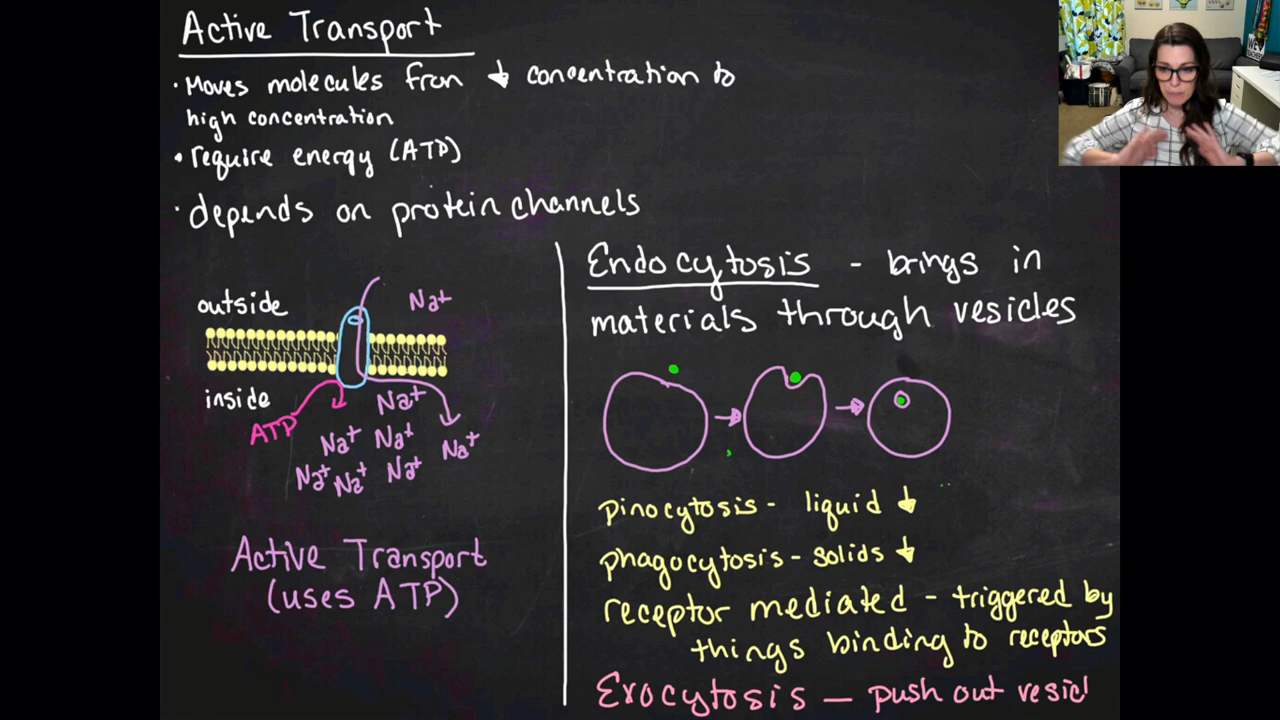 Active Transport
· Moves molecules from ↓ concentration to
high concentration
· require energy (ATP)
· depends on protein channels
outside
Na+
inside
ATP
Na+
Na+ Na+ Na+
Na+ Na+ Na+
Active Transport
(uses ATP)
Endocytosis - brings in
materials through vesicles
pinocytosis - liquid ↓
phagocytosis - solids ↓
receptor mediated - triggered by
things binding to receptors
Exocytosis — push out vesicl